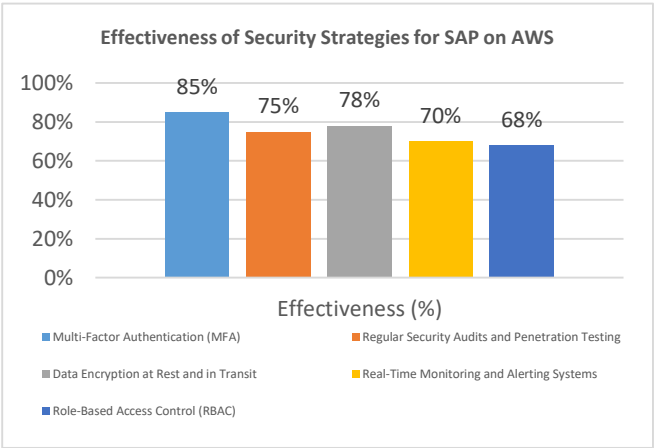 Effectiveness of Security Strategies for SAP on AWS
100%
80%
60%
40%
20%
0%
85%
75%
78%
70%
68%
Effectiveness (%)
Multi-Factor Authentication (MFA)
Regular Security Audits and Penetration Testing
Data Encryption at Rest and in Transit
Real-Time Monitoring and Alerting Systems
Role-Based Access Control (RBAC)